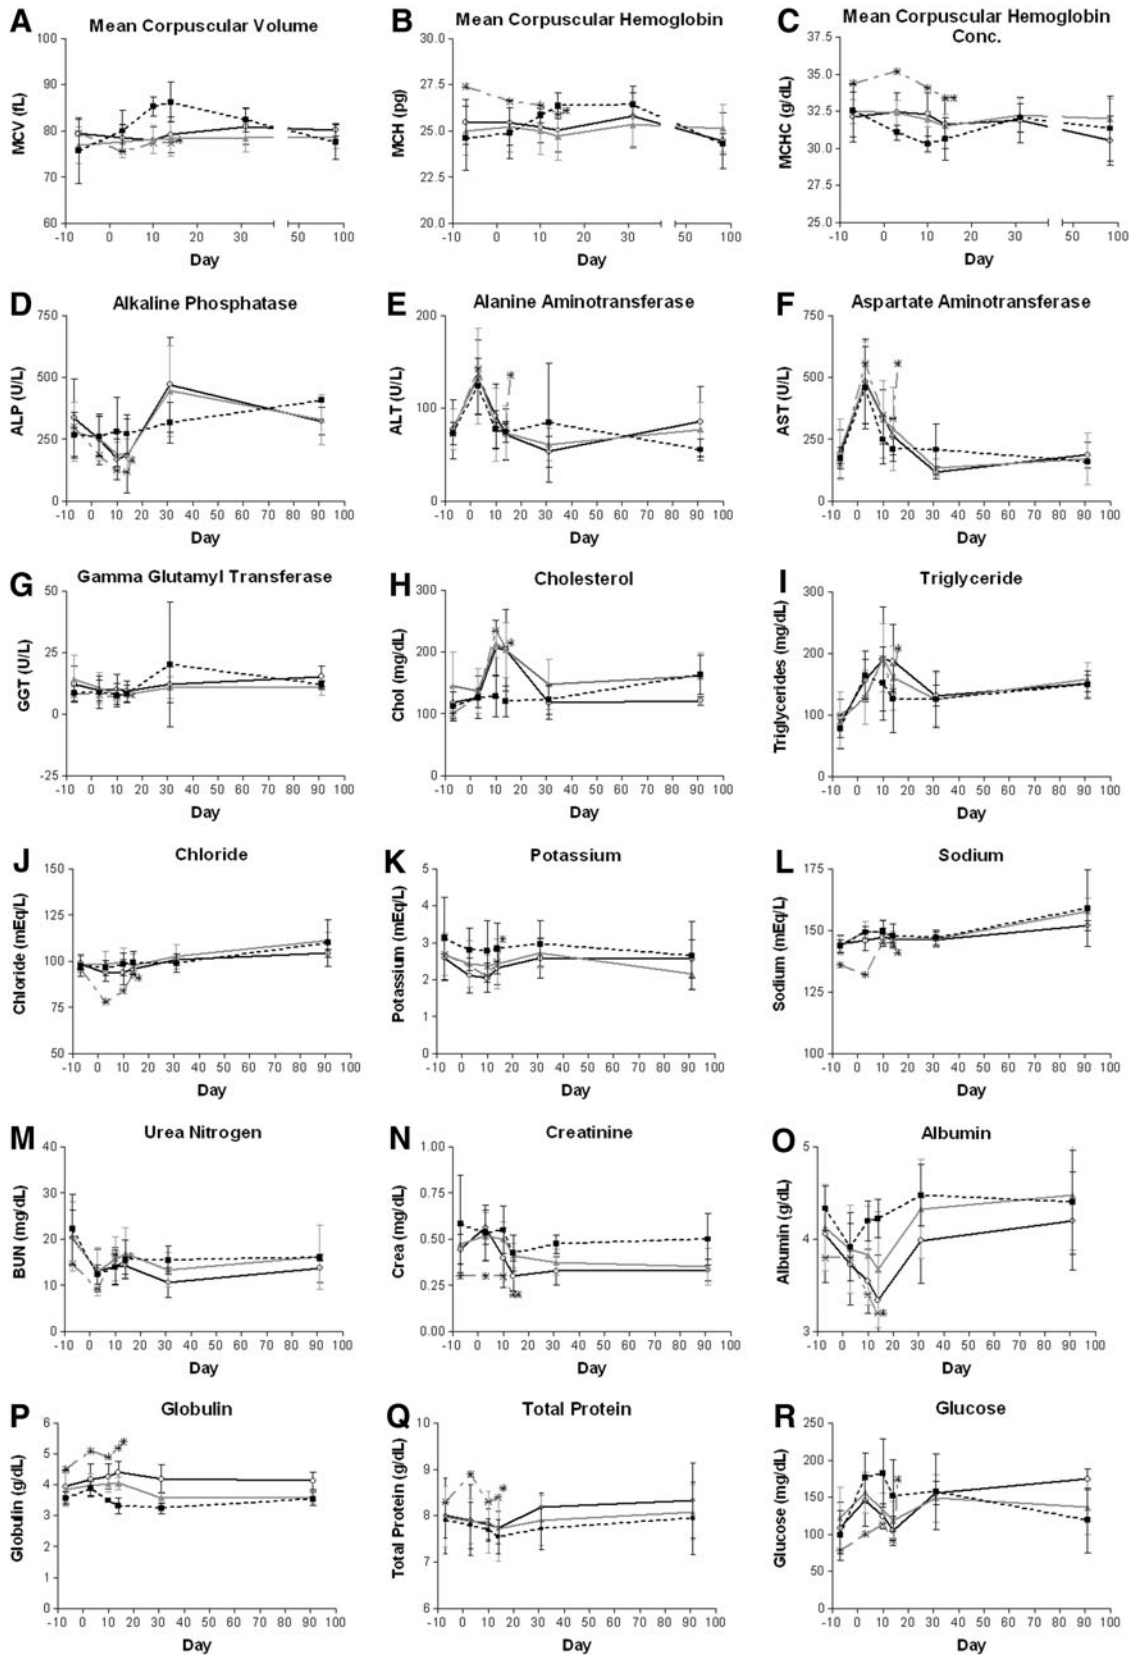 A Mean Corpuscular Volume
MCV (fL)
100
90
80
70
60
-10 0 10 20 30 50 100
Day
B Mean Corpuscular Hemoglobin
MCH (pg)
30.0
27.5
25.0
22.5
20.0
-10 0 10 20 30 50 100
Day
C Mean Corpuscular Hemoglobin
Conc.
MCHC (g/dL)
37.5
35.0
32.5
30.0
27.5
25.0
-10 0 10 20 30 50 100
Day
D Alkaline Phosphatase
ALP (U/L)
750
500
250
0
-10 0 10 20 30 40 50 60 70 80 90 100
Day
E Alanine Aminotransferase
ALT (U/L)
200
100
0
-10 0 10 20 30 40 50 60 70 80 90 100
Day
F Aspartate Aminotransferase
AST (U/L)
750
500
250
0
-10 0 10 20 30 40 50 60 70 80 90 100
Day
G Gamma Glutamyl Transferase
GGT (U/L)
50
25
0
-25
-10 0 10 20 30 40 50 60 70 80 90 100
Day
H Cholesterol
Chol (mg/dL)
300
200
100
0
-10 0 10 20 30 40 50 60 70 80 90 100
Day
I Triglyceride
Triglycerides (mg/dL)
300
200
100
0
-10 0 10 20 30 40 50 60 70 80 90 100
Day
J Chloride
Chloride (mEq/L)
150
125
100
75
50
-10 0 10 20 30 40 50 60 70 80 90 100
Day
K Potassium
Potassium (mEq/L)
5
4
3
2
1
0
-10 0 10 20 30 40 50 60 70 80 90 100
Day
L Sodium
Sodium (mEq/L)
175
150
125
100
-10 0 10 20 30 40 50 60 70 80 90 100
Day
M Urea Nitrogen
BUN (mg/dL)
40
30
20
10
0
-10 0 10 20 30 40 50 60 70 80 90 100
Day
N Creatinine
Crea (mg/dL)
1.00
0.75
0.50
0.25
0.00
-10 0 10 20 30 40 50 60 70 80 90 100
Day
O Albumin
Albumin (g/dL)
5
4
3
-10 0 10 20 30 40 50 60 70 80 90 100
Day
P Globulin
Globulin (g/dL)
6
5
4
3
2
1
0
-10 0 10 20 30 40 50 60 70 80 90 100
Day
Q Total Protein
Total Protein (g/dL)
10
9
8
7
6
-10 0 10 20 30 40 50 60 70 80 90 100
Day
R Glucose
Glucose (mg/dL)
250
200
150
100
50
0
-10 0 10 20 30 40 50 60 70 80 90 100
Day